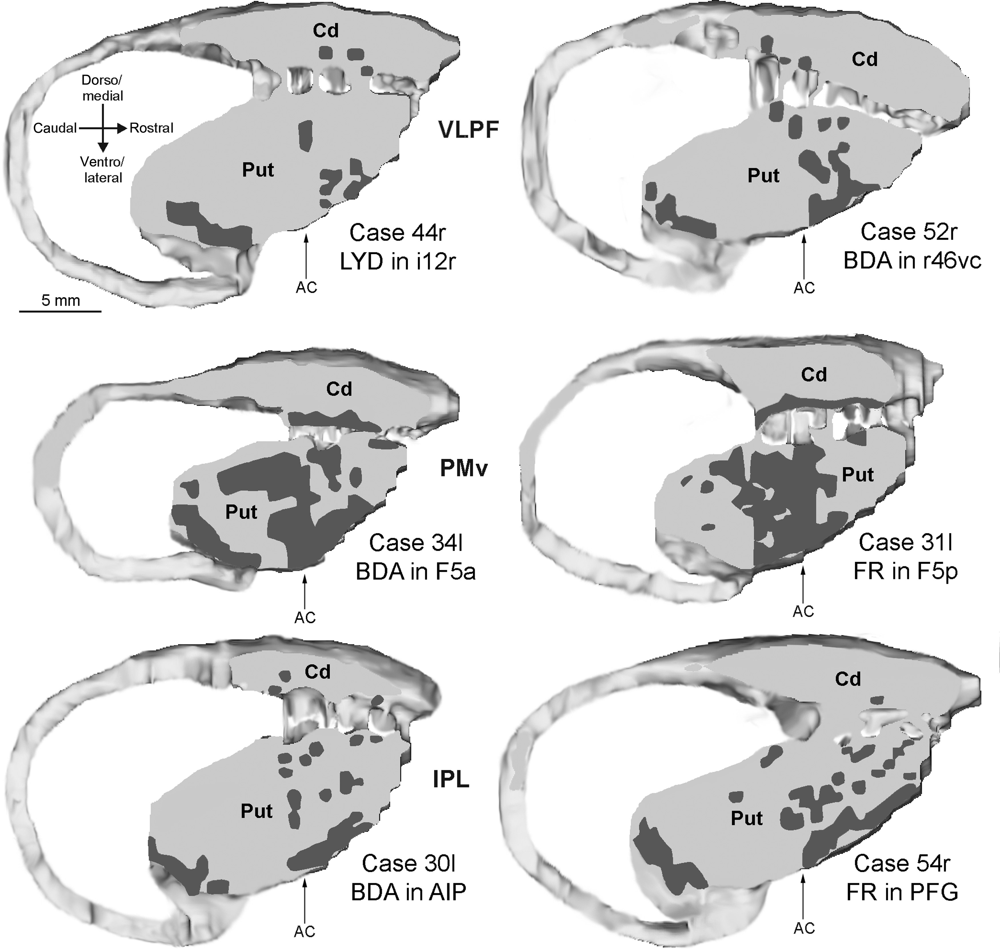 Cd
Dorso/
medial
Caudal
Rostral
Ventro/
lateral
Put
Case 44r
LYD in i12r
AC
5 mm
VLPF
Cd
Put
Case 52r
BDA in r46vc
AC
Cd
Put
Case 34l
BDA in F5a
AC
PMv
Cd
Put
Case 31l
FR in F5p
AC
Cd
Put
Case 30l
BDA in AIP
AC
IPL
Cd
Put
Case 54r
FR in PFG
AC